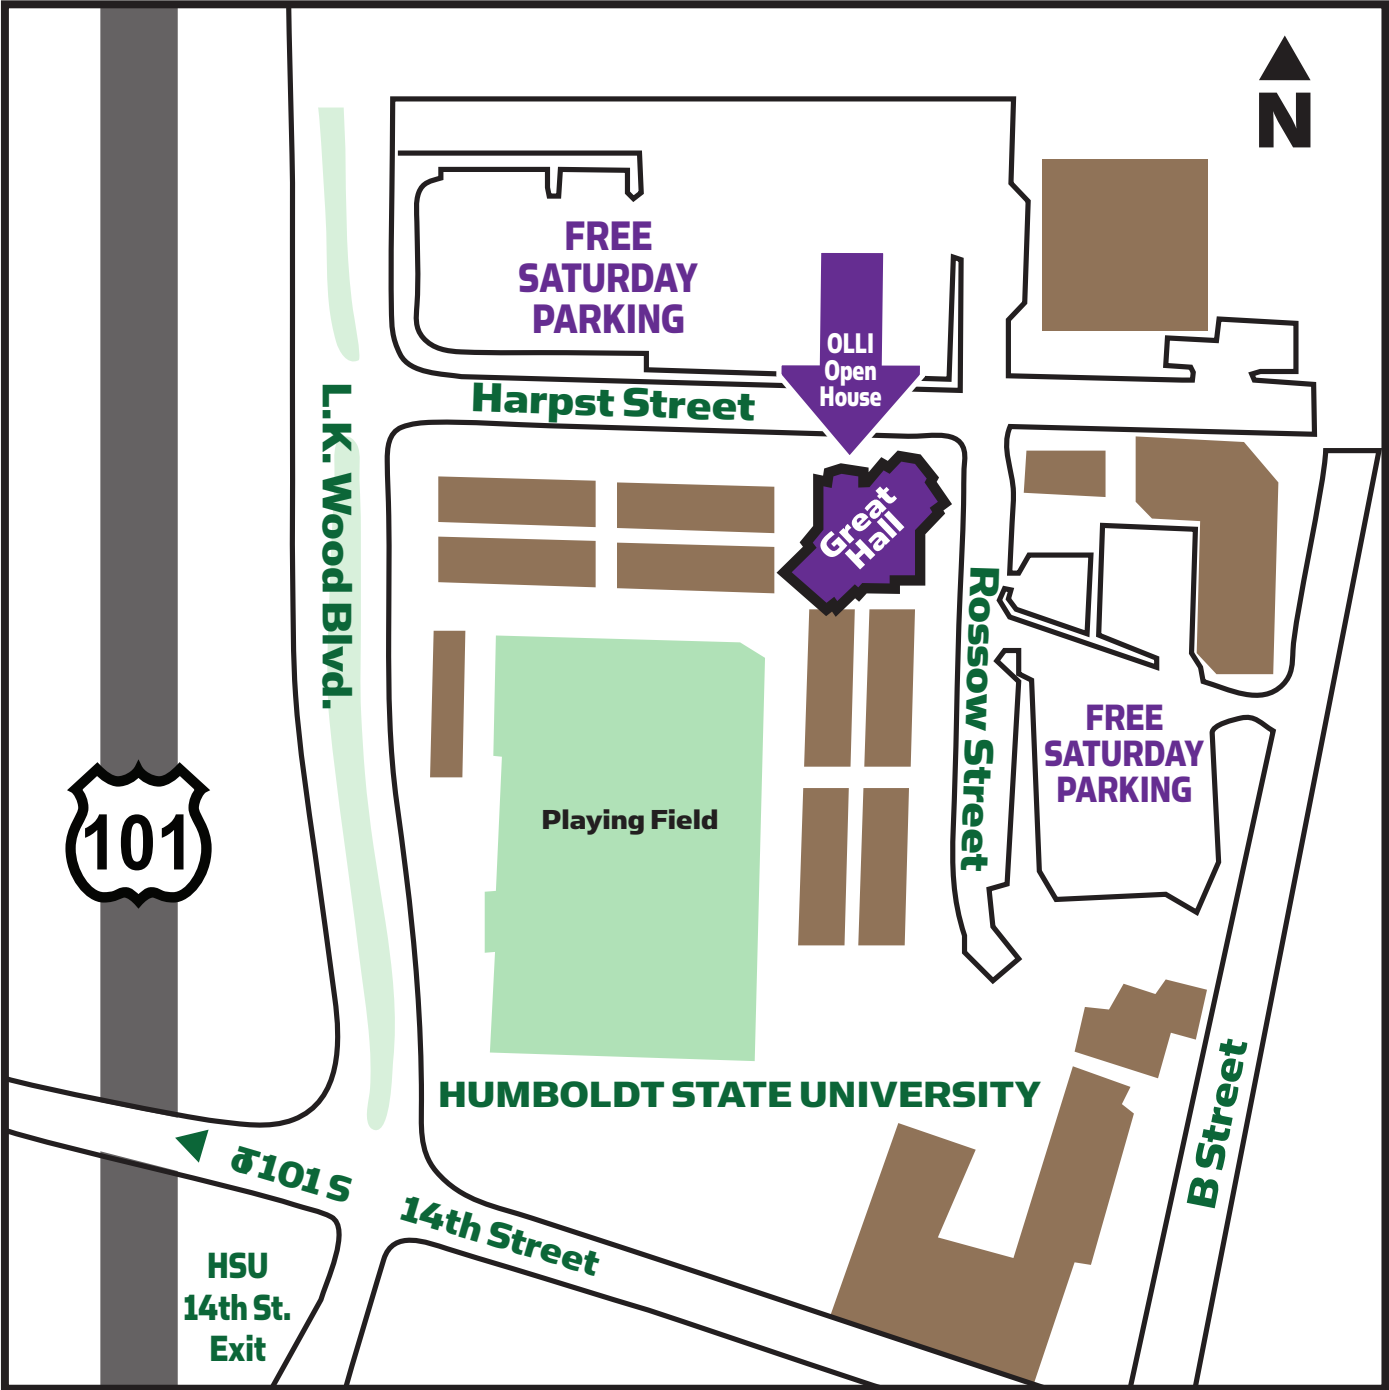 N
FREE
SATURDAY
PARKING
OLLI
Open
House
Harpst Street
L.K. Wood Blvd.
Great
Hall
Rossow Street
FREE
SATURDAY
PARKING
Playing Field
101
HUMBOLDT STATE UNIVERSITY
B Street
101 S
14th Street
HSU
14th St.
Exit